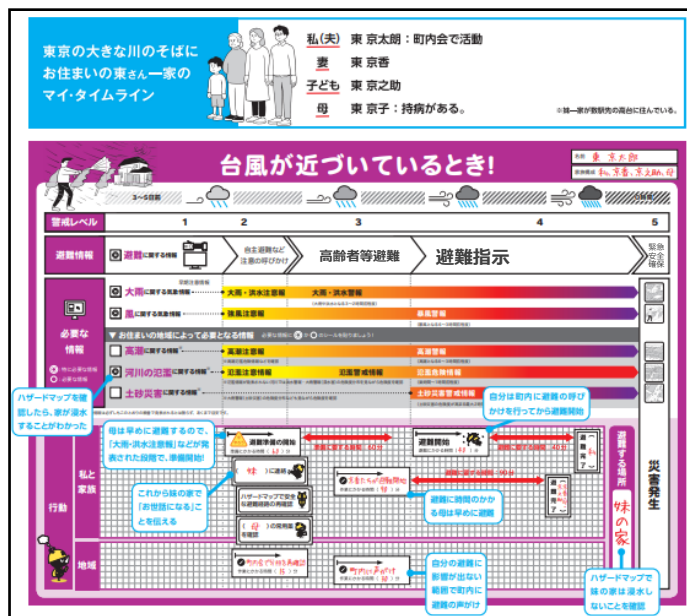 東京の大きな川のそばに
お住まいの東さん一家の
マイ・タイムライン
私(夫) 東 京太朗：町内会で活動
妻 東 京香
子ども 東 京之助
母 東 京子：持病がある。
※妹一家が数駅先の高台に住んでいる。
台風が近づいているとき!
名前 東 京太郎
3～5日前
警戒レベル 1 2 3 4 5
避難情報
避難に関する情報
自主避難など
注意の呼びかけ
高齢者等避難
避難指示
緊急
安全
確保
早期注意情報
必要な
情報
大雨に関する気象情報
大雨・洪水注意報
大雨・洪水警報
風に関する気象情報
強風注意報
暴風警報
▼お住まいの地域によって必要となる情報
高潮に関する情報
高潮注意報
高潮警報
河川の氾濫に関する情報
氾濫注意情報
氾濫警戒情報
氾濫危険情報
土砂災害に関する情報
土砂災害警戒情報
ハザードマップを確
認したら、家が浸水
することがわかった
母は早めに避難するので、
「大雨・洪水注意報」などが発
表された段階で、準備開始!
避難準備の開始
自分は町内に避難の呼び
かけを行ってから避難開始
避難開始
避難完了
避難完了
避難する場所
妹の家
災害発生
行動
私と
家族
(妹)に連絡
これから妹の家で
「お世話になる」こ
とを伝える
ハザードマップで安全
な避難経路の再確認
(母)の常用薬
を確認
避難に時間のかか
る母は早めに避難
地域
自分の避難に
影響が出ない
範囲で町内に
避難の声がけ
ハザードマップで
妹の家は浸水し
ないことを確認